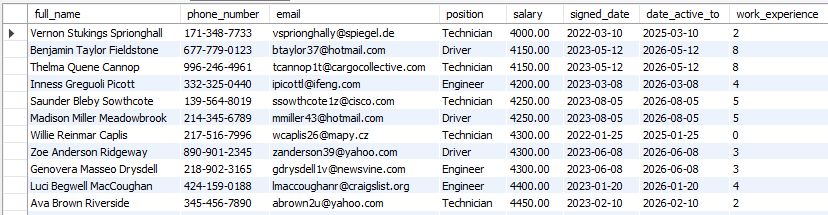 full_name phone_number email position salary signed_date date_active_to work_experience
Vernon Stukings Sprionghall 171-348-7733 vsprionghally@spiegel.de Technician 4000.00 2022-03-10 2025-03-10 2
Benjamin Taylor Fieldstone 677-779-0123 btaylor37@hotmail.com Driver 4150.00 2023-05-12 2026-05-12 8
Thelma Quene Cannop 996-246-4961 tcannop1t@cargocollective.com Technician 4150.00 2023-05-12 2026-05-12 8
Inness Greguoli Picott 332-325-0440 ipicottl@ifeng.com Engineer 4200.00 2023-03-08 2026-03-08 4
Saunder Bleby Sowthcote 139-564-8019 ssowthcote1z@cisco.com Technician 4250.00 2023-08-05 2026-08-05 5
Madison Miller Meadowbrook 214-345-6789 mmiller43@hotmail.com Driver 4250.00 2023-08-05 2026-08-05 5
Willie Reinmar Caplis 217-516-7996 wcaplis26@mapy.cz Technician 4300.00 2022-01-25 2025-01-25 0
Zoe Anderson Ridgeway 890-901-2345 zanderson39@yahoo.com Driver 4300.00 2023-06-08 2026-06-08 3
Genovera Masseo Drysdell 218-902-3165 gdrysdell1v@newsvine.com Engineer 4300.00 2023-06-08 2026-06-08 3
Luci Begwell MacCoughan 424-159-0188 lmaccoughanr@craigslist.org Engineer 4400.00 2023-01-20 2026-01-20 4
Ava Brown Riverside 345-456-7890 abrown2u@yahoo.com Technician 4450.00 2023-02-10 2026-02-10 2